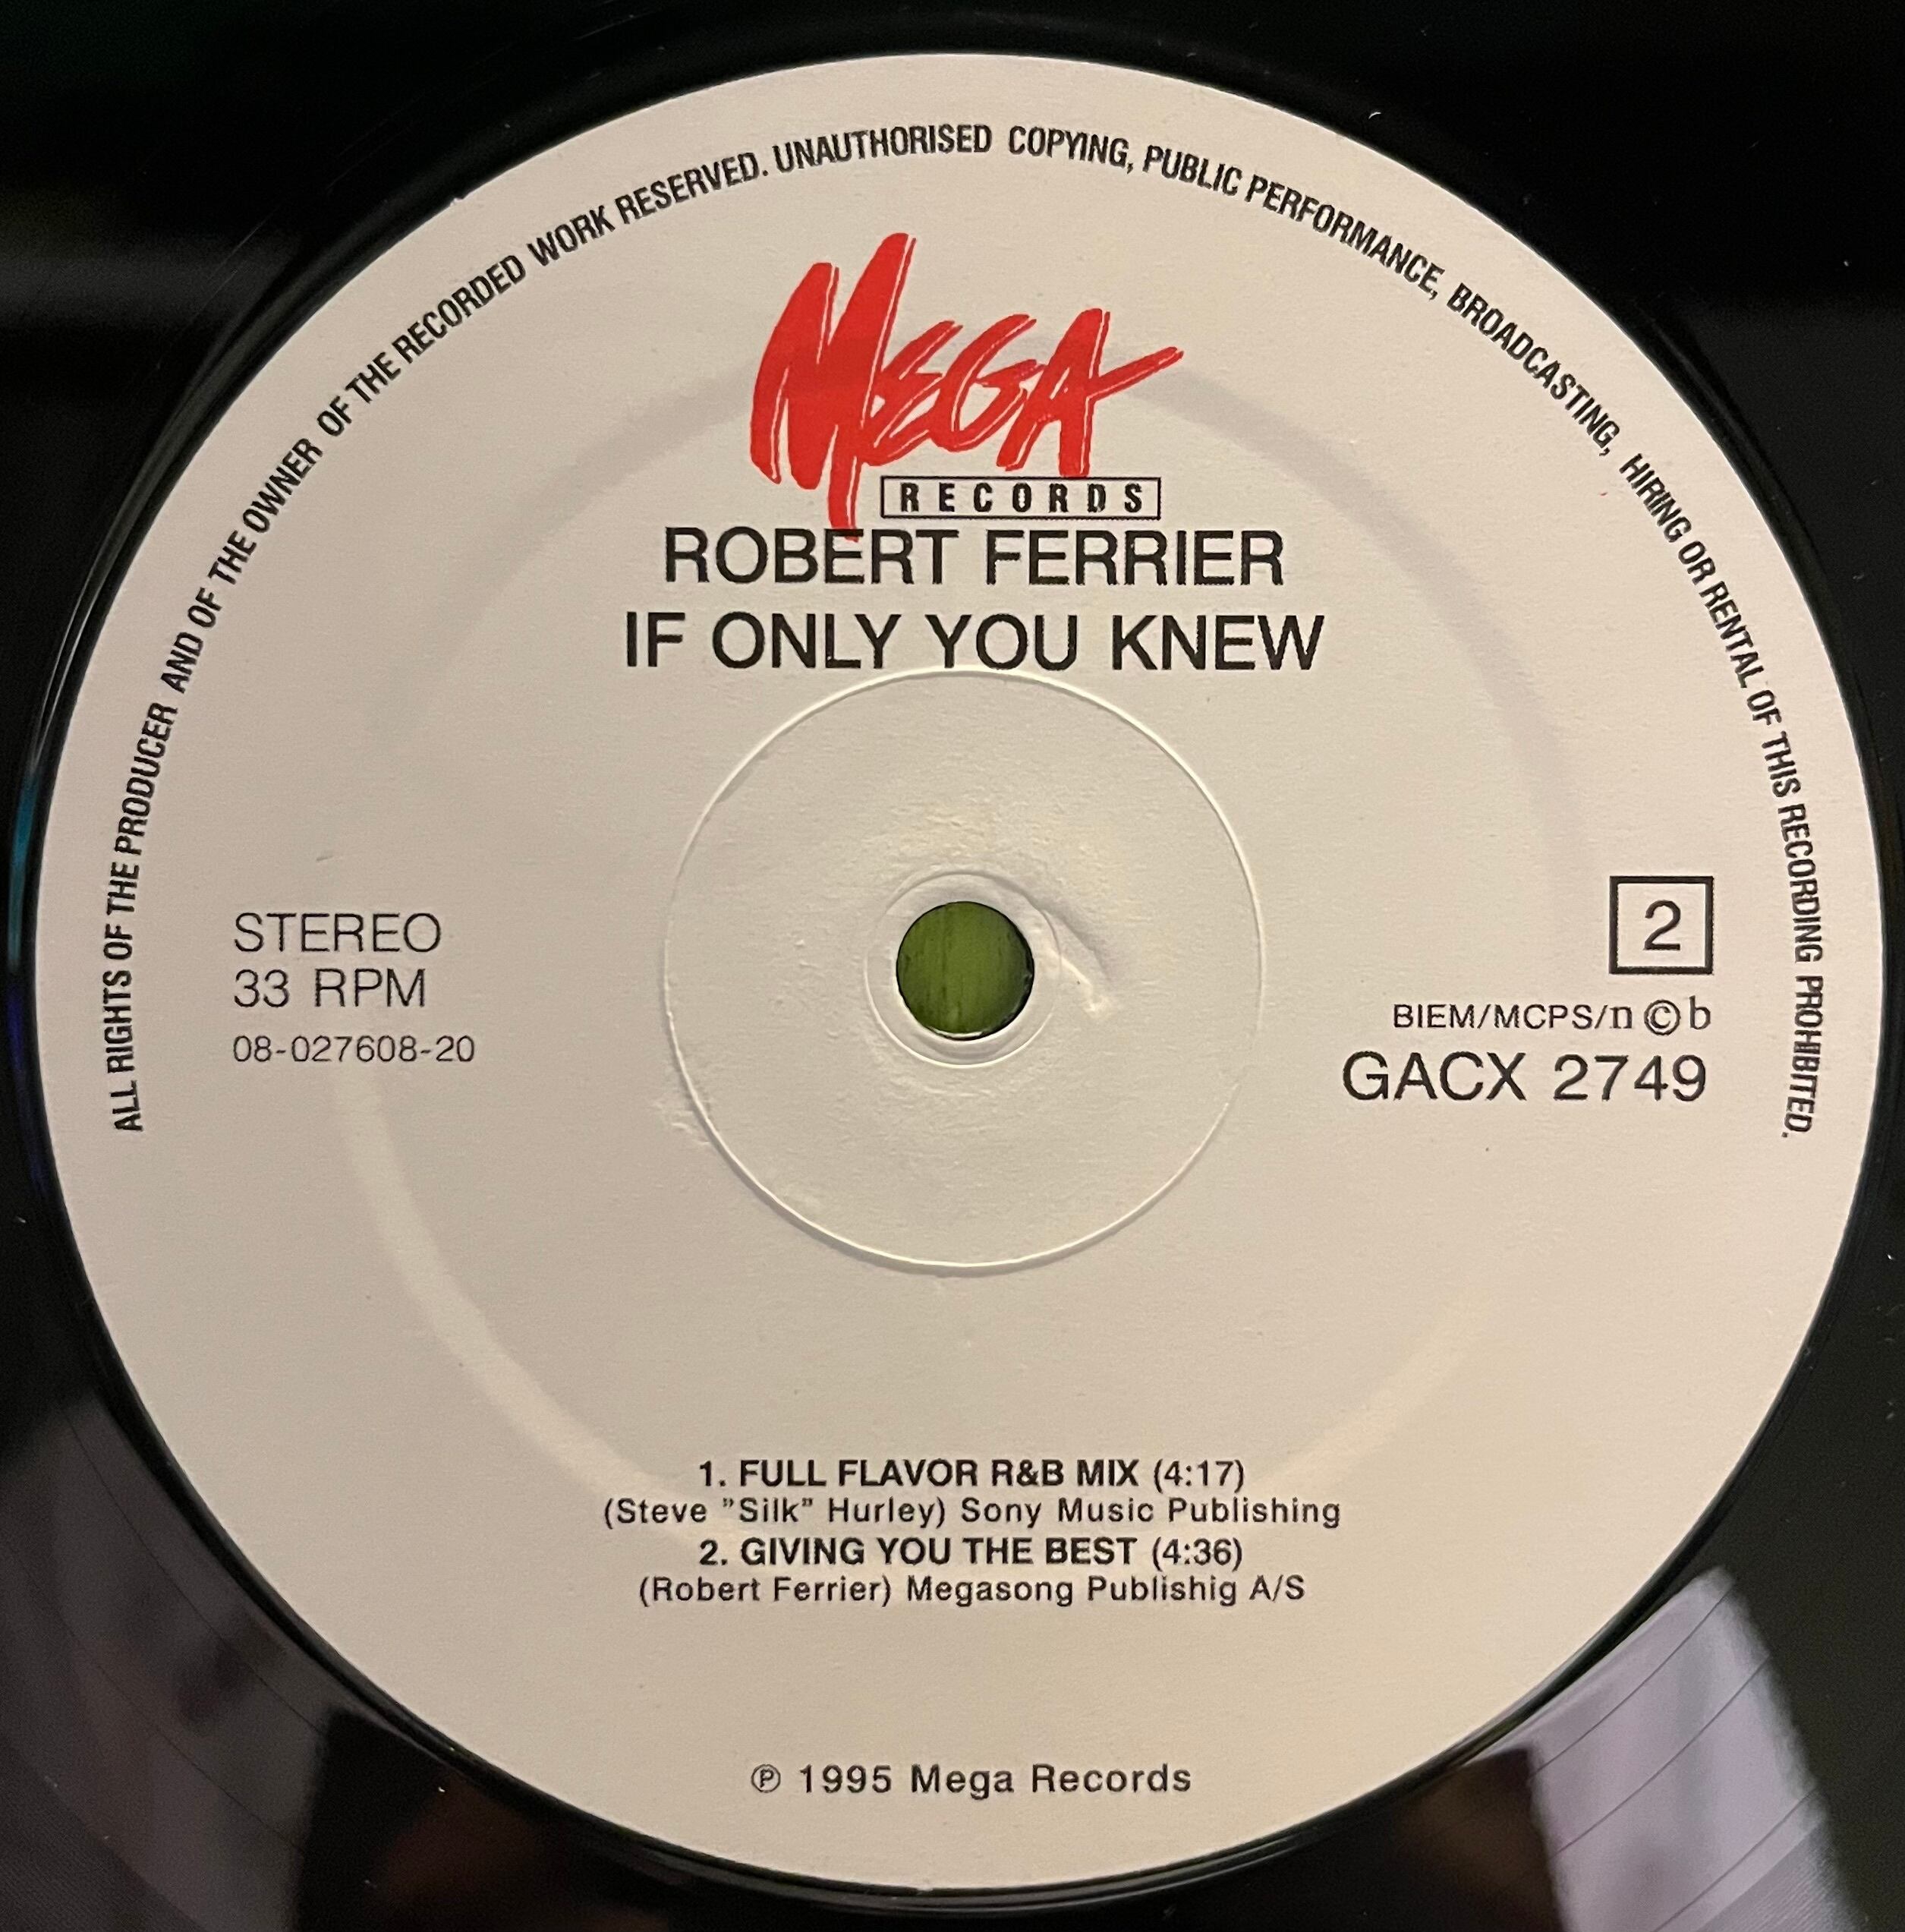 ALL RIGHTS OF THE PRODUCER AND OF THE OWNER OF THE RECORDED WORK RESERVED. UNAUTHORISED COPYING, PUBLIC PERFORMANCE, BROADCASTING, HIRING OR RENTAL OF THIS RECORDING PROHIBITED.
MEGA
RECORDS
ROBERT FERRIER
IF ONLY YOU KNEW
STEREO
33 RPM
08-027608-20
2
BIEM/MCPS/n©b
GACX 2749
1. FULL FLAVOR R&B MIX (4:17)
(Steve ”Silk” Hurley) Sony Music Publishing
2. GIVING YOU THE BEST (4:36)
(Robert Ferrier) Megasong Publishig A/S
℗ 1995 Mega Records